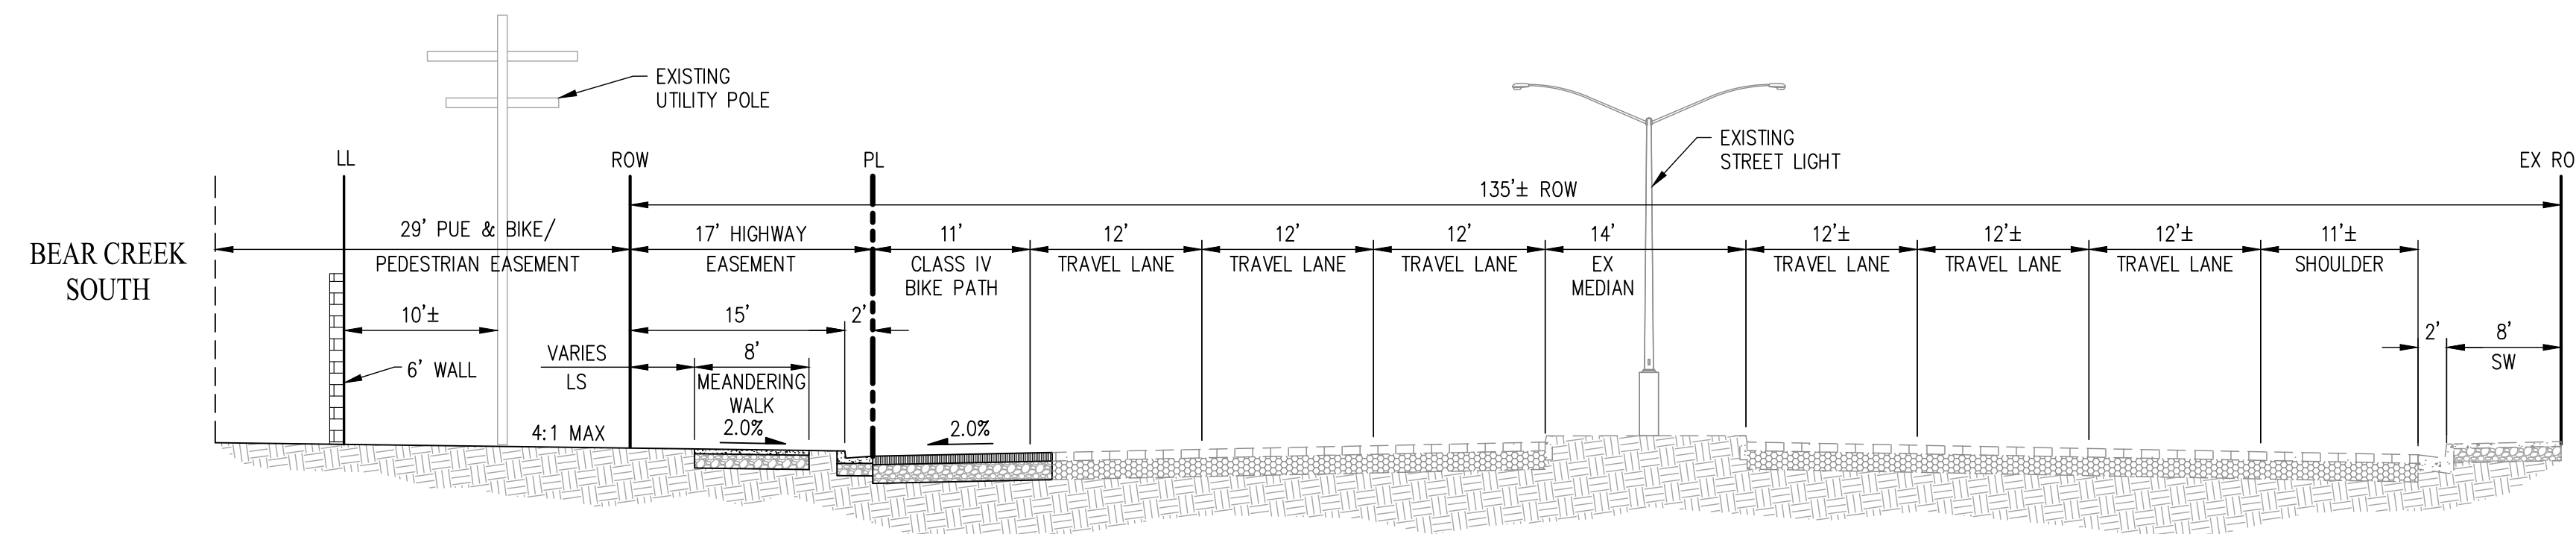 EXISTING
UTILITY POLE
EXISTING
STREET LIGHT
LL
ROW
PL
EX RO
135'± ROW
BEAR CREEK
SOUTH
29' PUE & BIKE/
PEDESTRIAN EASEMENT
17' HIGHWAY
EASEMENT
11'
CLASS IV
BIKE PATH
12'
TRAVEL LANE
12'
TRAVEL LANE
12'
TRAVEL LANE
14'
EX
MEDIAN
12'±
TRAVEL LANE
12'±
TRAVEL LANE
12'±
TRAVEL LANE
11'±
SHOULDER
10'±
15'
2'
2'
8'
SW
6' WALL
VARIES
LS
8'
MEANDERING
WALK
2.0%
4:1 MAX
2.0%